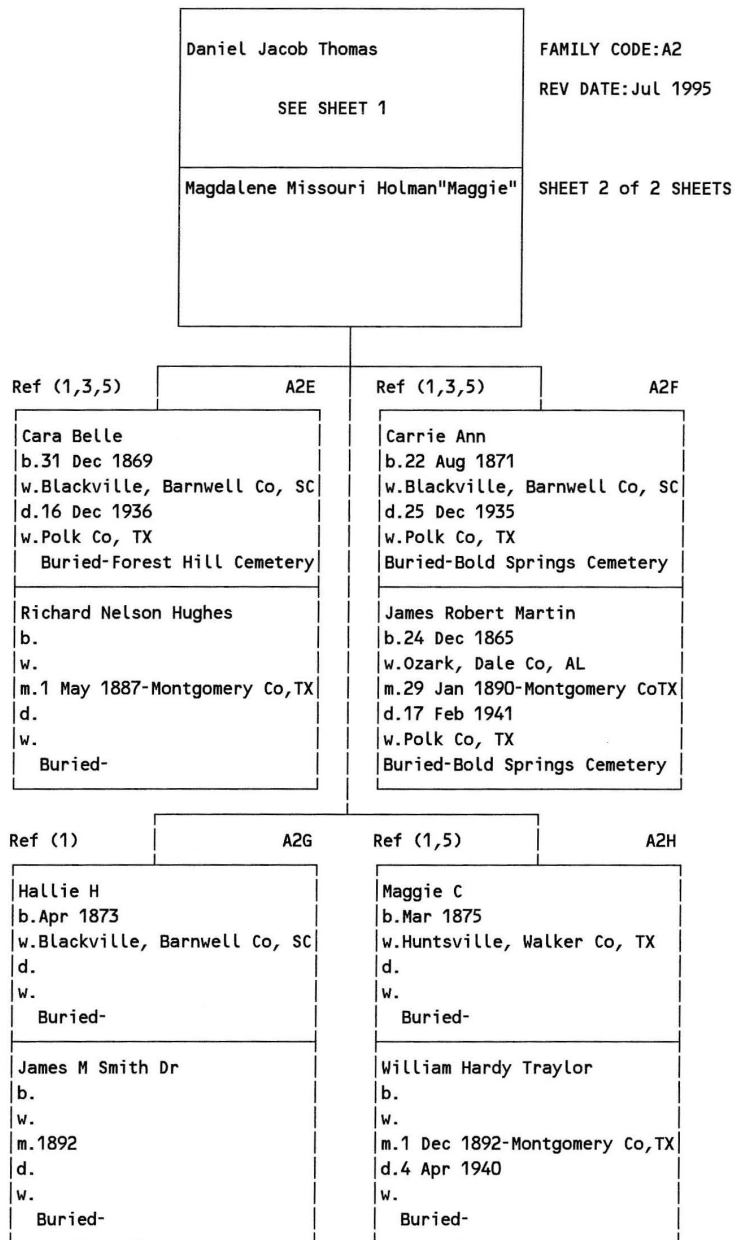 Daniel Jacob Thomas
SEE SHEET 1
FAMILY CODE:A2
REV DATE:Jul 1995
Magdalene Missouri Holman"Maggie"
SHEET 2 of 2 SHEETS
Ref (1,3,5) A2E
Cara Belle
b.31 Dec 1869
w.Blackville, Barnwell Co, SC
d.16 Dec 1936
w.Polk Co, TX
Buried-Forest Hill Cemetery
Richard Nelson Hughes
b.
w.
m.1 May 1887-Montgomery Co,TX
d.
w.
Buried-
Ref (1,3,5) A2F
Carrie Ann
b.22 Aug 1871
w.Blackville, Barnwell Co, SC
d.25 Dec 1935
w.Polk Co, TX
Buried-Bold Springs Cemetery
James Robert Martin
b.24 Dec 1865
w.Ozark, Dale Co, AL
m.29 Jan 1890-Montgomery CoTX
d.17 Feb 1941
w.Polk Co, TX
Buried-Bold Springs Cemetery
Ref (1) A2G
Hallie H
b.Apr 1873
w.Blackville, Barnwell Co, SC
d.
w.
Buried-
James M Smith Dr
b.
w.
m.1892
d.
w.
Buried-
Ref (1,5) A2H
Maggie C
b.Mar 1875
w.Huntsville, Walker Co, TX
d.
w.
Buried-
William Hardy Traylor
b.
w.
m.1 Dec 1892-Montgomery Co,TX
d.4 Apr 1940
w.
Buried-